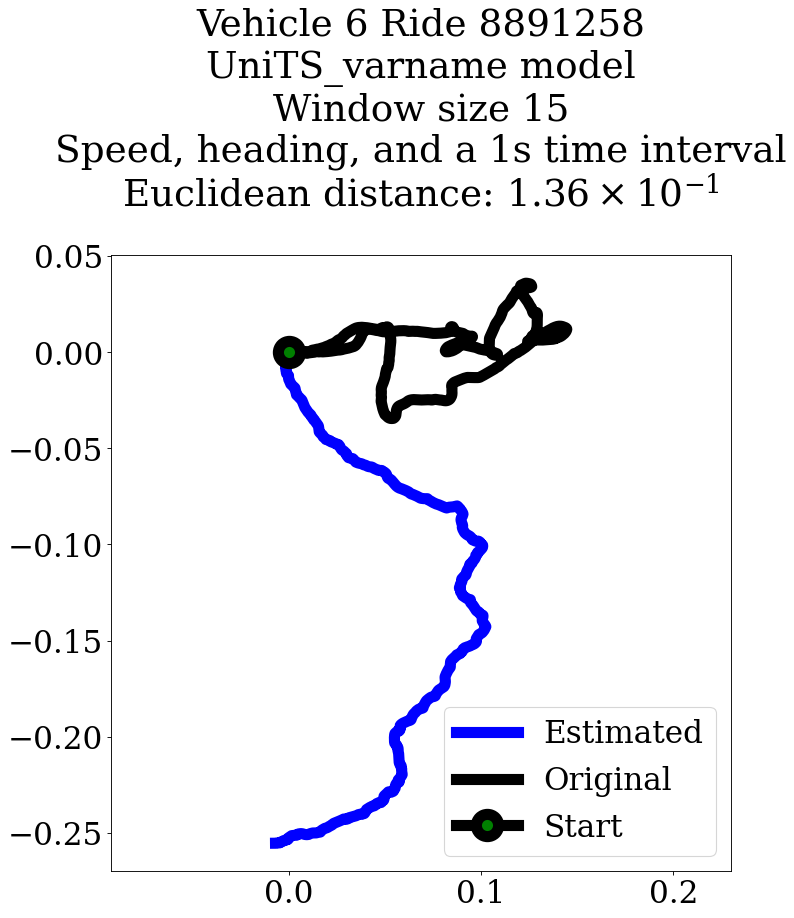 Vehicle 6 Ride 8891258
UniTS_varname model
Window size 15
Speed, heading, and a 1s time interval
Euclidean distance: 1.36 × 10⁻¹
0.05
0.00
−0.05
−0.10
−0.15
−0.20
−0.25
Estimated
Original
Start
0.0
0.1
0.2